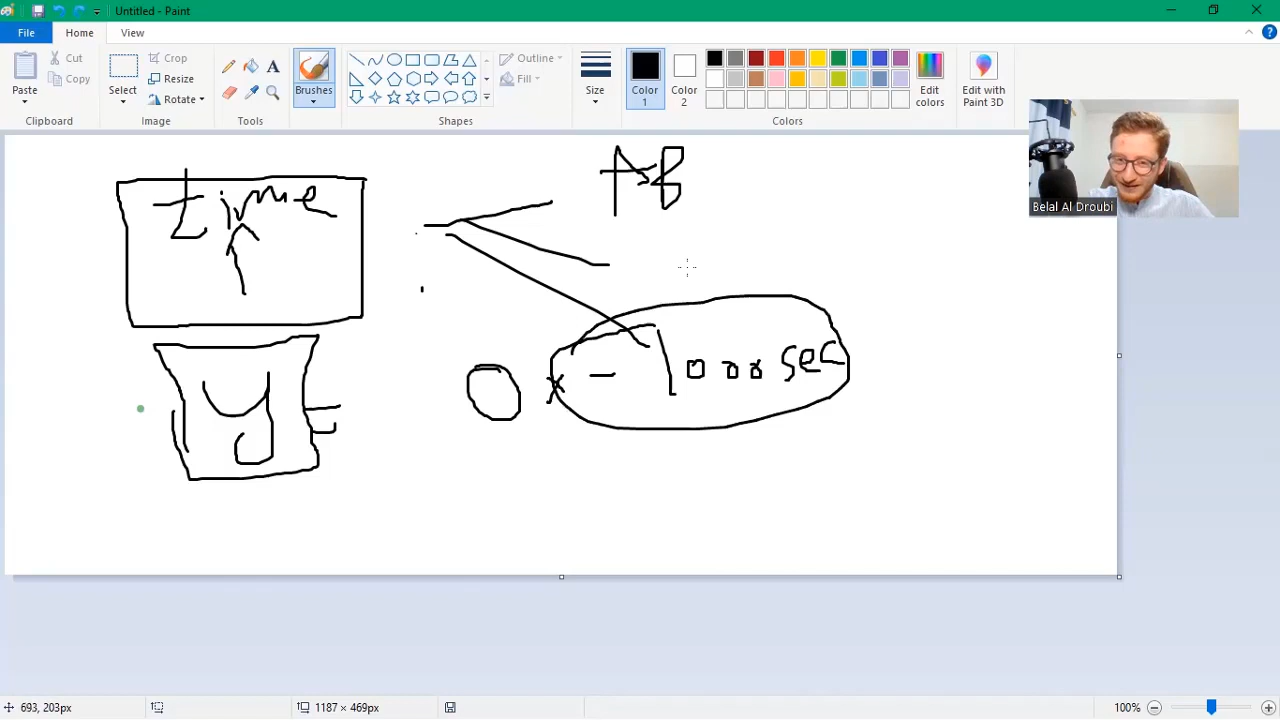 Untitled - Paint
File
Home
View
Paste
Cut
Copy
Clipboard
Select
Crop
Resize
Rotate
Image
A
Tools
Brushes
Shapes
Outline
Fill
Size
Color 1
Color 2
Colors
Edit colors
Edit with Paint 3D
Belal Al Droubi
time
AB
1000 sec
693, 203px
1187 × 469px
100%